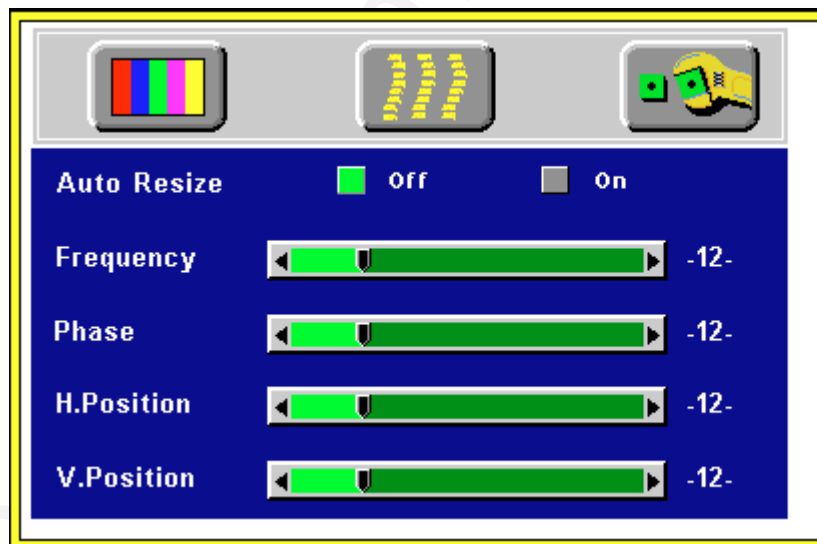 Auto Resize Off On
Frequency -12-
Phase -12-
H.Position -12-
V.Position -12-